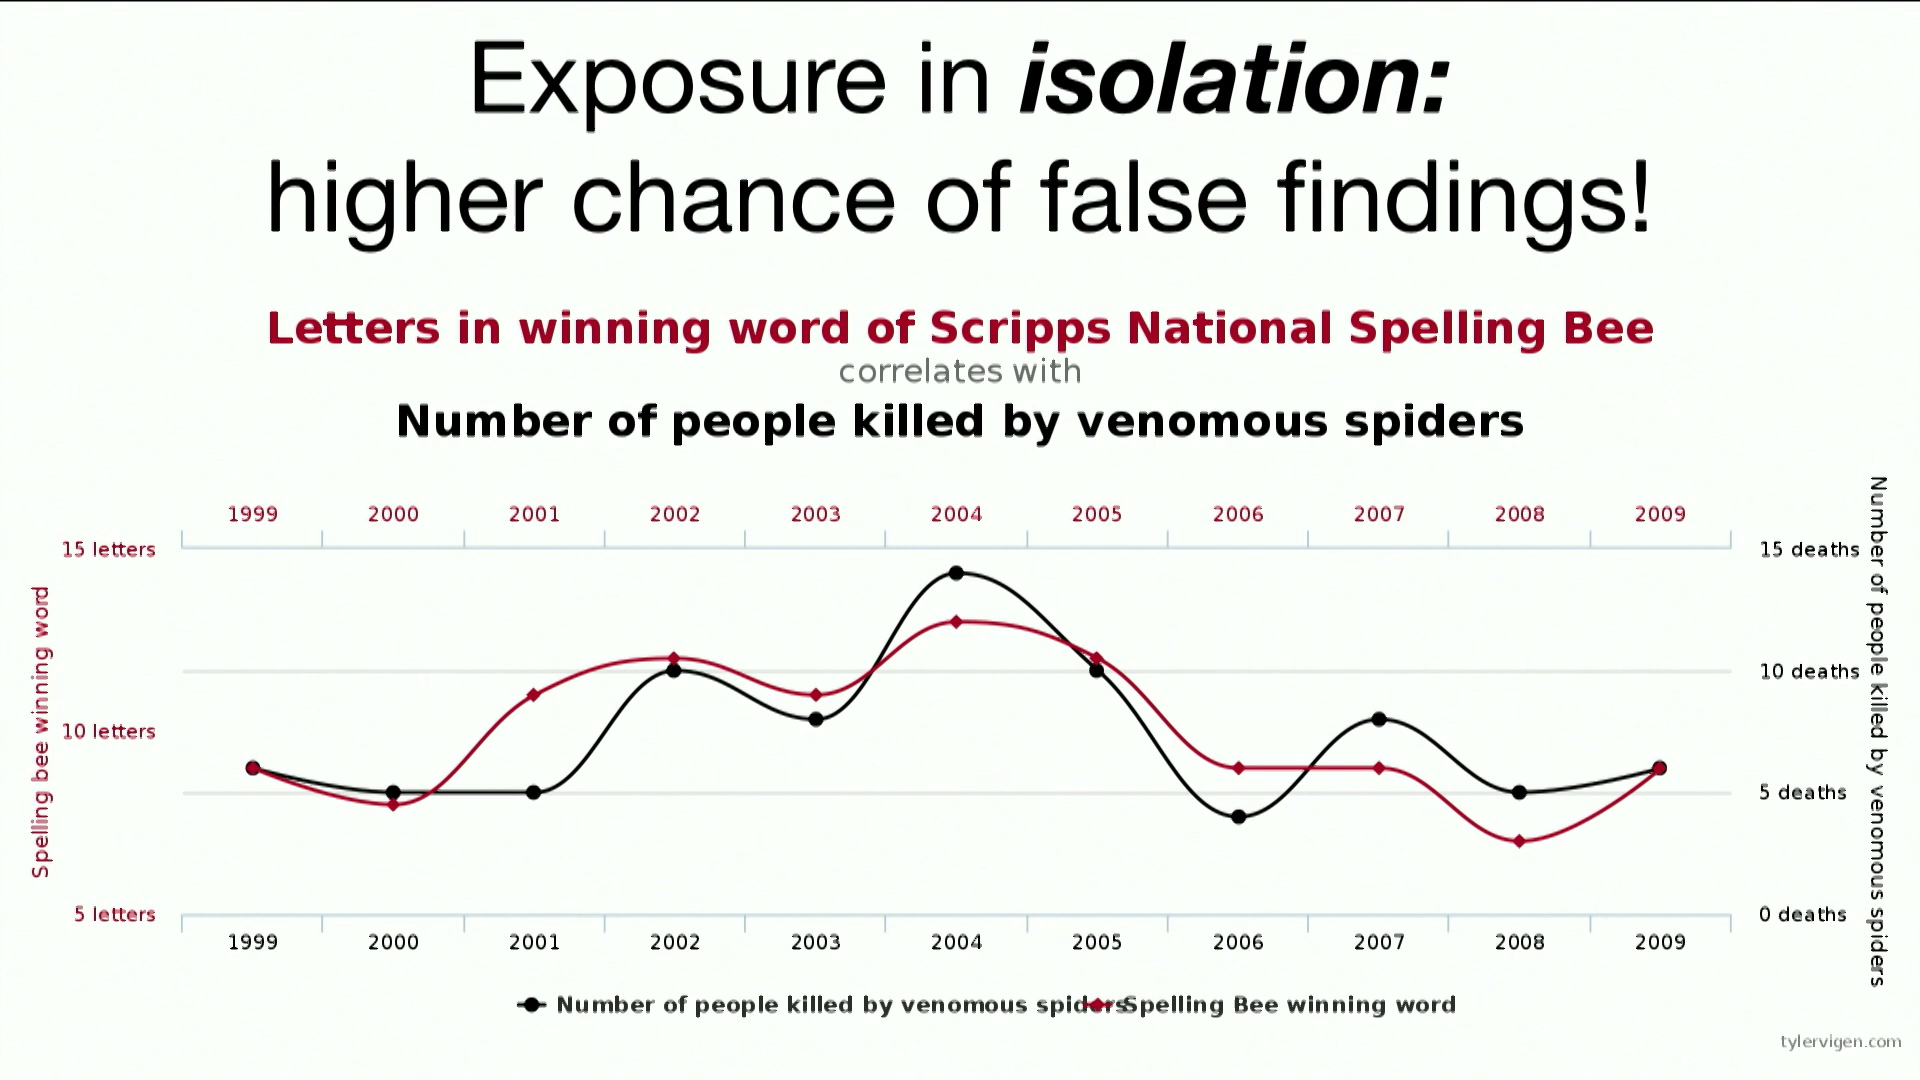 Exposure in isolation:
higher chance of false findings!
Letters in winning word of Scripps National Spelling Bee
correlates with
Number of people killed by venomous spiders
1999 2000 2001 2002 2003 2004 2005 2006 2007 2008 2009
15 letters
10 letters
5 letters
Spelling bee winning word
15 deaths
10 deaths
5 deaths
0 deaths
Number of people killed by venomous spiders
1999 2000 2001 2002 2003 2004 2005 2006 2007 2008 2009
Number of people killed by venomous spiders Spelling Bee winning word
tylervigen.com